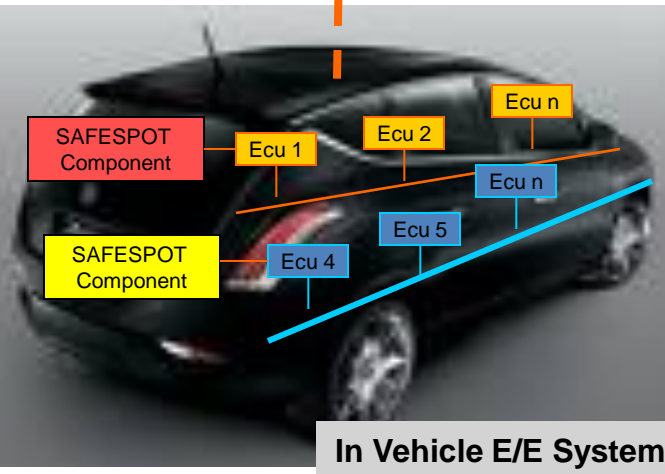 Ecu n
SAFESPOT
Component
Ecu 1
Ecu 2
Ecu n
SAFESPOT
Component
Ecu 4
Ecu 5
In Vehicle E/E System